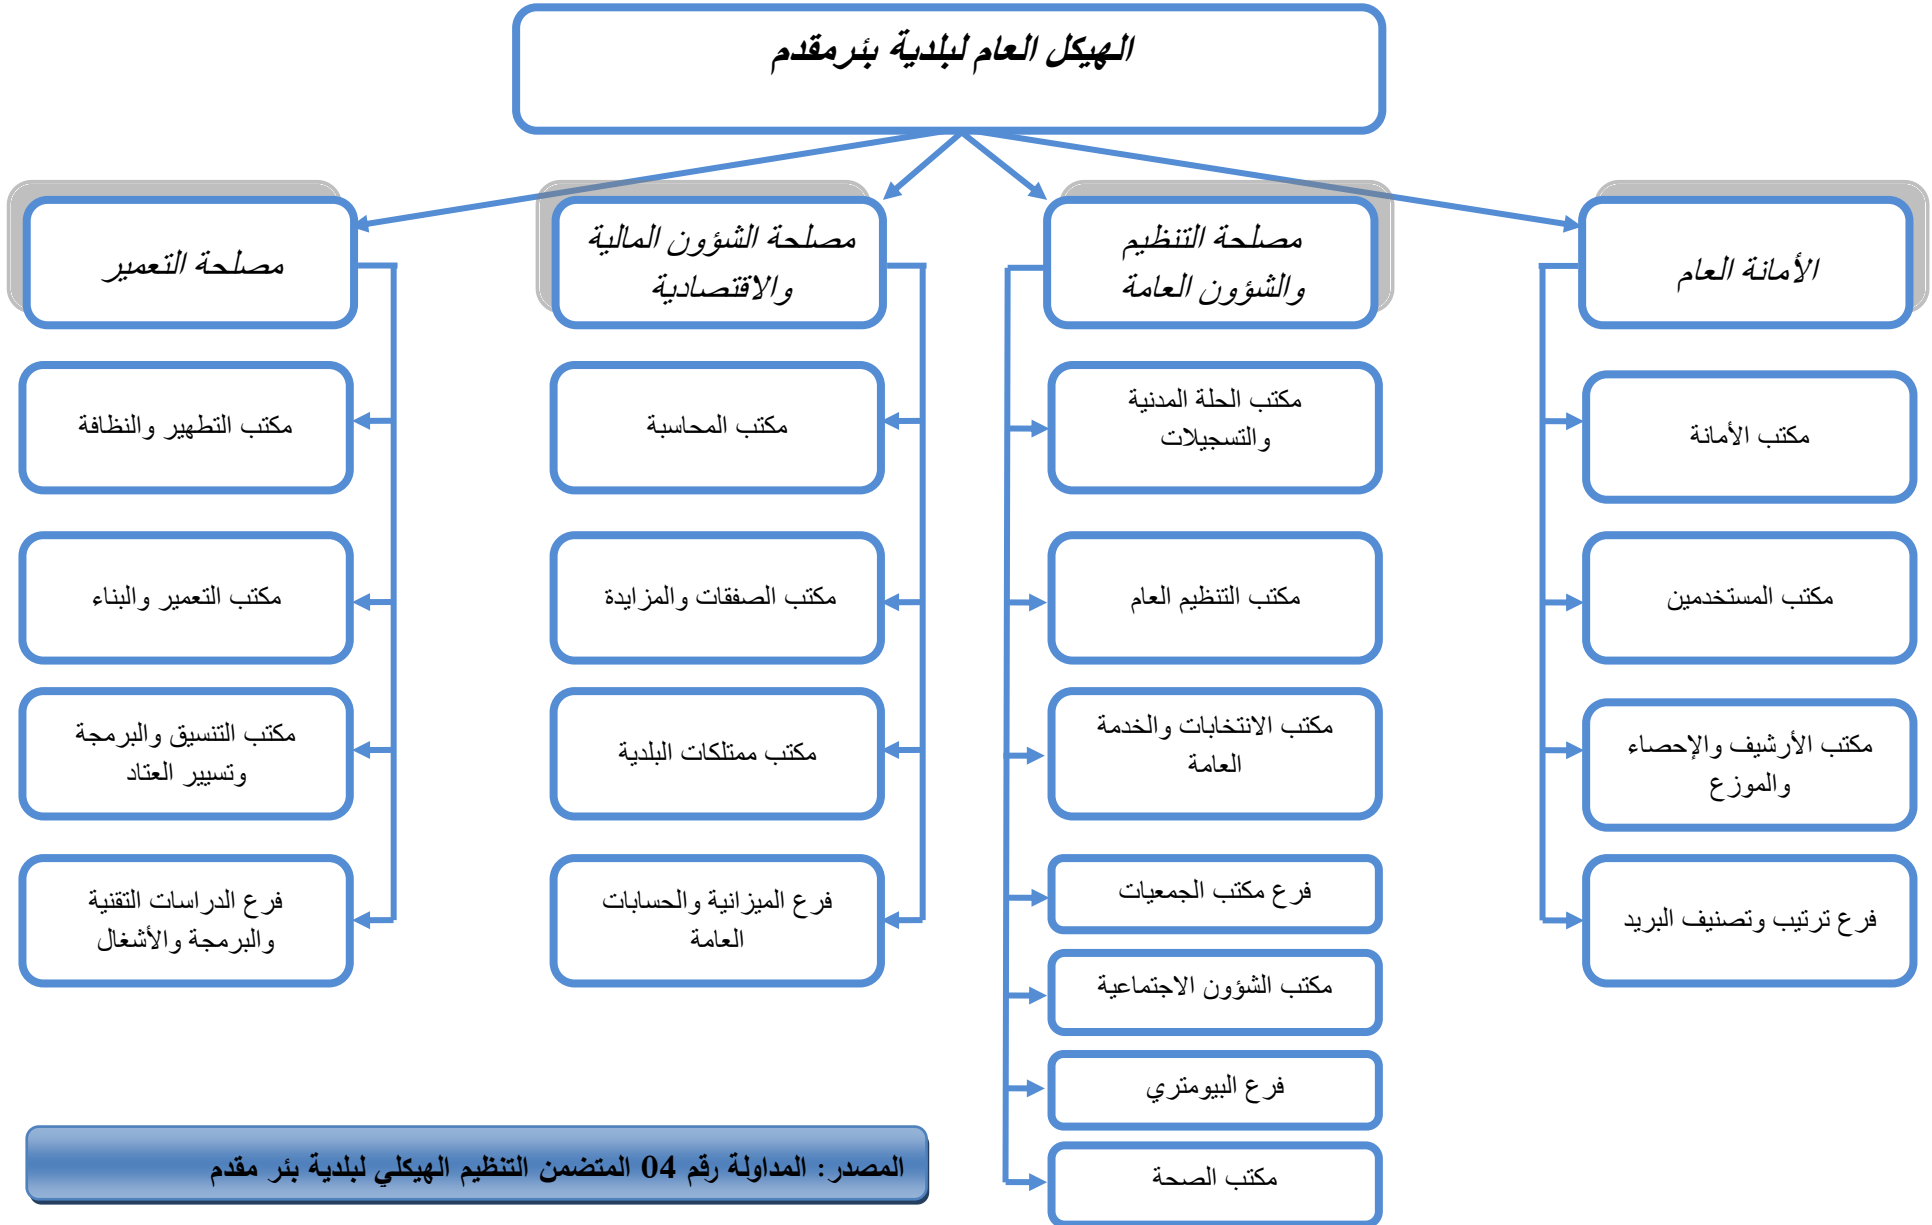 الهيكل العام لبلدية بئرمقدم
الأمانة العام
مصلحة التنظيم
والشؤون العامة
مصلحة الشؤون المالية
والاقتصادية
مصلحة التعمير
مكتب الأمانة
مكتب المستخدمين
مكتب الأرشيف والإحصاء
والموزع
فرع ترتيب وتصنيف البريد
مكتب الحلة المدنية
والتسجيلات
مكتب التنظيم العام
مكتب الانتخابات والخدمة
العامة
فرع مكتب الجمعيات
مكتب الشؤون الاجتماعية
فرع البيومتري
مكتب الصحة
مكتب المحاسبة
مكتب الصفقات والمزايدة
مكتب ممتلكات البلدية
فرع الميزانية والحسابات
العامة
مكتب التطهير والنظافة
مكتب التعمير والبناء
مكتب التنسيق والبرمجة
وتسيير العتاد
فرع الدراسات التقنية
والبرمجة والأشغال
المصدر: المداولة رقم 04 المتضمن التنظيم الهيكلي لبلدية بئر مقدم